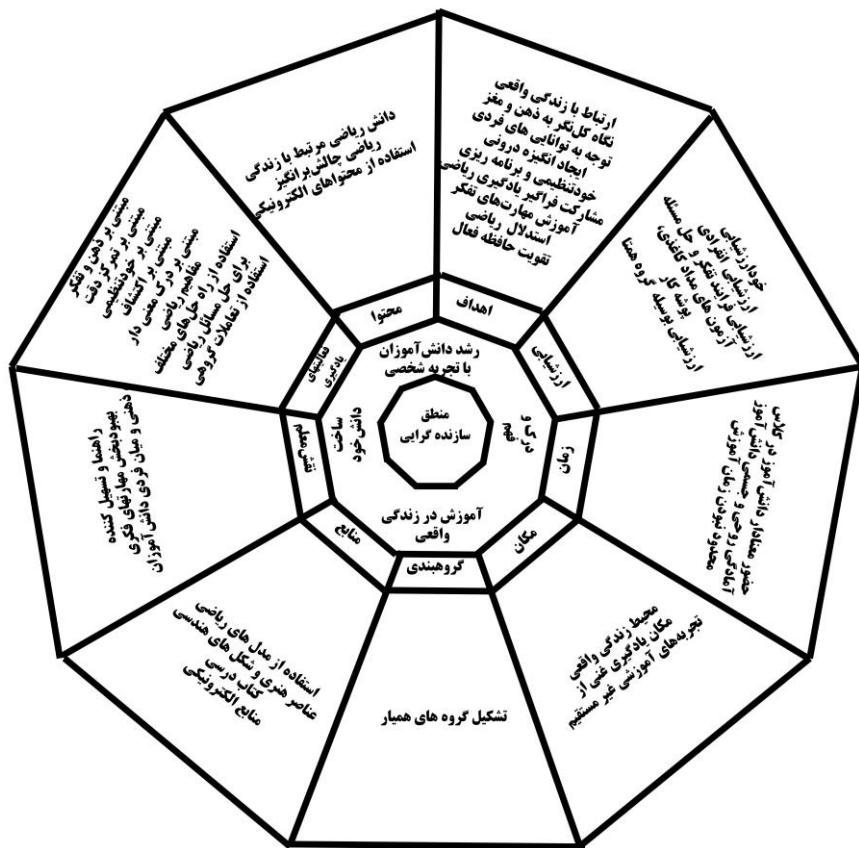 منطق
سازنده گرایی
رشد دانش‌آموزان
با تجربه شخصی
درک و
فهم
آموزش در زندگی
واقعی
ساخت
دانش خود
اهداف
ارتباط با زندگی واقعی
نگاه کل‌نگر به ذهن و مغز
توجه به توانایی های فردی
ایجاد انگیزه درونی
خودتنظیمی و برنامه ریزی
مشارکت فراگیر یادگیری ریاضی
آموزش مهارت‌های تفکر
استدلال ریاضی
تقویت حافظه فعال
ارزشیابی
خودارزشیابی
ارزشیابی انفرادی
ارزشیابی فرآیند تفکر و حل مسئله
آزمون های مداد کاغذی،
پوشه کار
ارزشیابی بوسیله گروه همتا
زمان
حضور معنادار دانش آموز در کلاس
آمادگی روحی و جسمی دانش آموز
محدود نبودن زمان آموزش
مکان
محیط زندگی واقعی
مکان یادگیری غنی از
تجربه‌های آموزشی غیر مستقیم
گروهبندی
تشکیل گروه های همیار
منابع
استفاده از مدل های ریاضی
عناصر هنری و شکل های هندسی
کتاب درسی
منابع الکترونیکی
نقش معلم
راهنما و تسهیل کننده
بهبودبخش مهارتهای فکری
ذهنی و میان فردی دانش‌آموزان
فعالیتهای
یادگیری
مبتنی بر ذهن و تفکر
مبتنی بر تمرکز دقت
مبتنی بر خودتنظیمی
مبتنی بر اکتشاف
مبتنی بر درک معنی دار
مفاهیم ریاضی
استفاده از راه حل‌های مختلف
برای حل مسائل ریاضی
استفاده از تعاملات گروهی
محتوا
دانش ریاضی مرتبط با زندگی
ریاضی چالش‌برانگیز
استفاده از محتواهای الکترونیکی